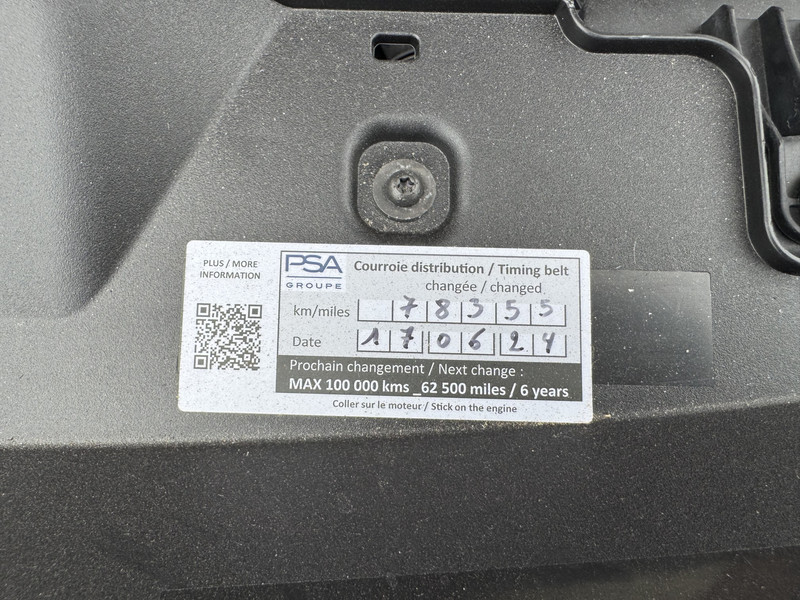 PLUS / MORE
INFORMATION
PSA
GROUPE
Courroie distribution / Timing belt
changée / changed
km/miles 78355
Date 170624
Prochain changement / Next change :
MAX 100 000 kms _62 500 miles / 6 years
Coller sur le moteur / Stick on the engine